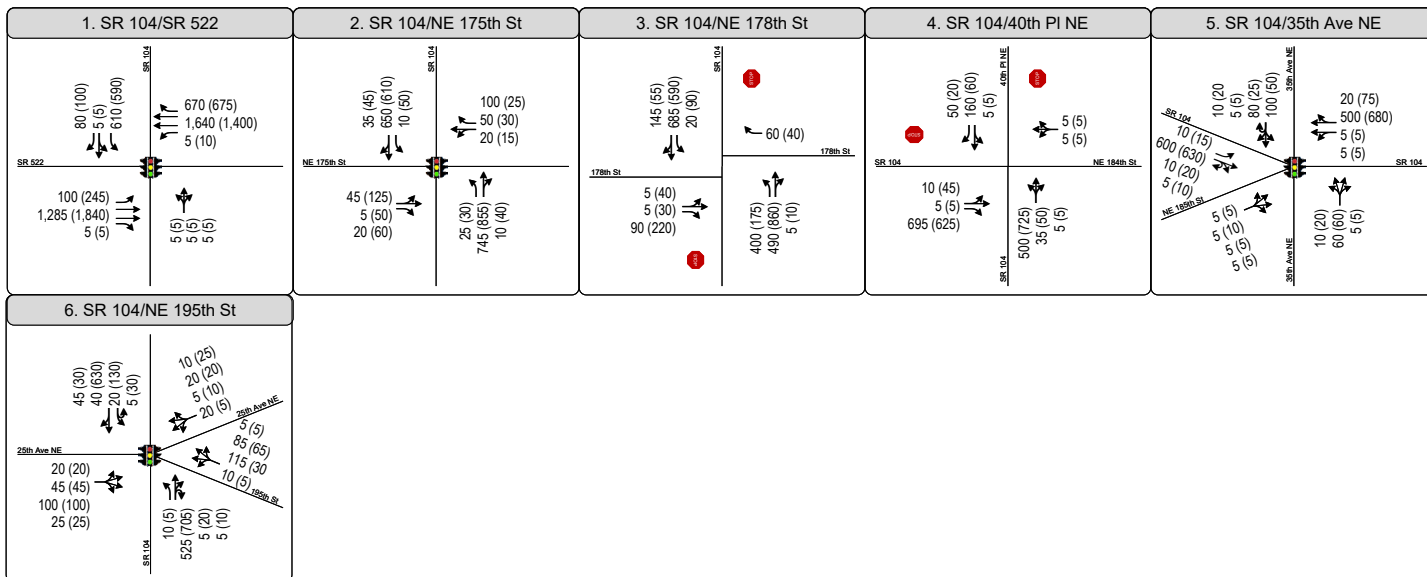 1. SR 104/SR 522
SR 104
80 (100)
5 (5)
610 (590)
670 (675)
1,640 (1,400)
5 (10)
SR 522
100 (245)
1,285 (1,840)
5 (5)
5 (5)
5 (5)
5 (5)
2. SR 104/NE 175th St
SR 104
35 (45)
650 (610)
10 (50)
100 (25)
50 (30)
20 (15)
NE 175th St
45 (125)
5 (50)
20 (60)
25 (30)
745 (855)
10 (40)
3. SR 104/NE 178th St
SR 104
STOP
145 (55)
685 (590)
20 (90)
60 (40)
178th St
178th St
5 (40)
5 (30)
90 (220)
400 (175)
490 (860)
5 (10)
STOP
4. SR 104/40th Pl NE
40th Pl NE
STOP
500 (20)
160 (60)
5 (5)
STOP
5 (5)
5 (5)
SR 104
NE 184th St
10 (45)
5 (5)
695 (625)
500 (725)
35 (50)
5 (5)
SR 104
5. SR 104/35th Ave NE
35th Ave NE
10 (20
5 (5)
80 (25)
100 (50)
20 (75)
500 (680)
5 (5)
5 (5)
SR 104
10 (15)
600 (630)
10 (20)
5 (10)
SR 104
NE 185th St
5 (5)
5 (10)
5 (5)
5 (5)
10 (20)
60 (60)
5 (5)
35th Ave NE
6. SR 104/NE 195th St
45 (30)
40 (630)
20 (130)
5 (30)
10 (25)
20 (20)
5 (10)
20 (5)
25th Ave NE
25th Ave NE
5 (5)
85 (65)
115 (30
10 (5)
195th St
20 (20)
45 (45)
100 (100)
25 (25)
10 (5)
525 (705)
5 (20)
5 (10)
SR 104